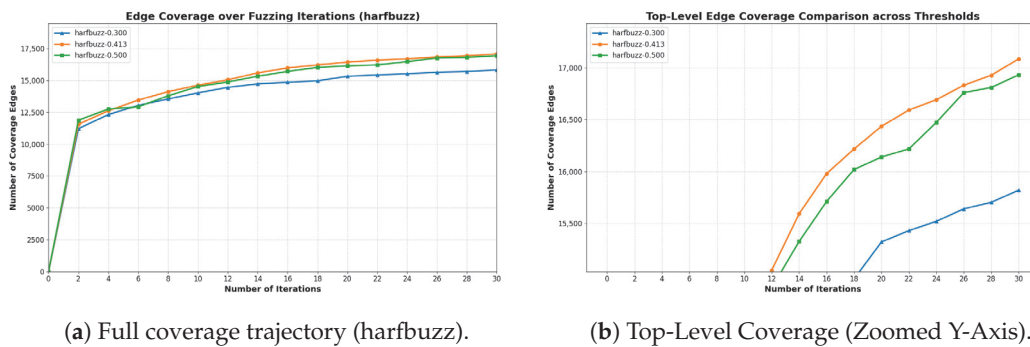 Edge Coverage over Fuzzing Iterations (harfbuzz)
harfbuzz-0.300
harfbuzz-0.413
harfbuzz-0.500
Number of Coverage Edges
17,500
15,000
12,500
10,000
7500
5000
2500
0
0 2 4 6 8 10 12 14 16 18 20 22 24 26 28 30
Number of Iterations
(a) Full coverage trajectory (harfbuzz).
Top-Level Edge Coverage Comparison across Thresholds
harfbuzz-0.300
harfbuzz-0.413
harfbuzz-0.500
Number of Coverage Edges
17,000
16,500
16,000
15,500
0 2 4 6 8 10 12 14 16 18 20 22 24 26 28 30
Number of Iterations
(b) Top-Level Coverage (Zoomed Y-Axis).